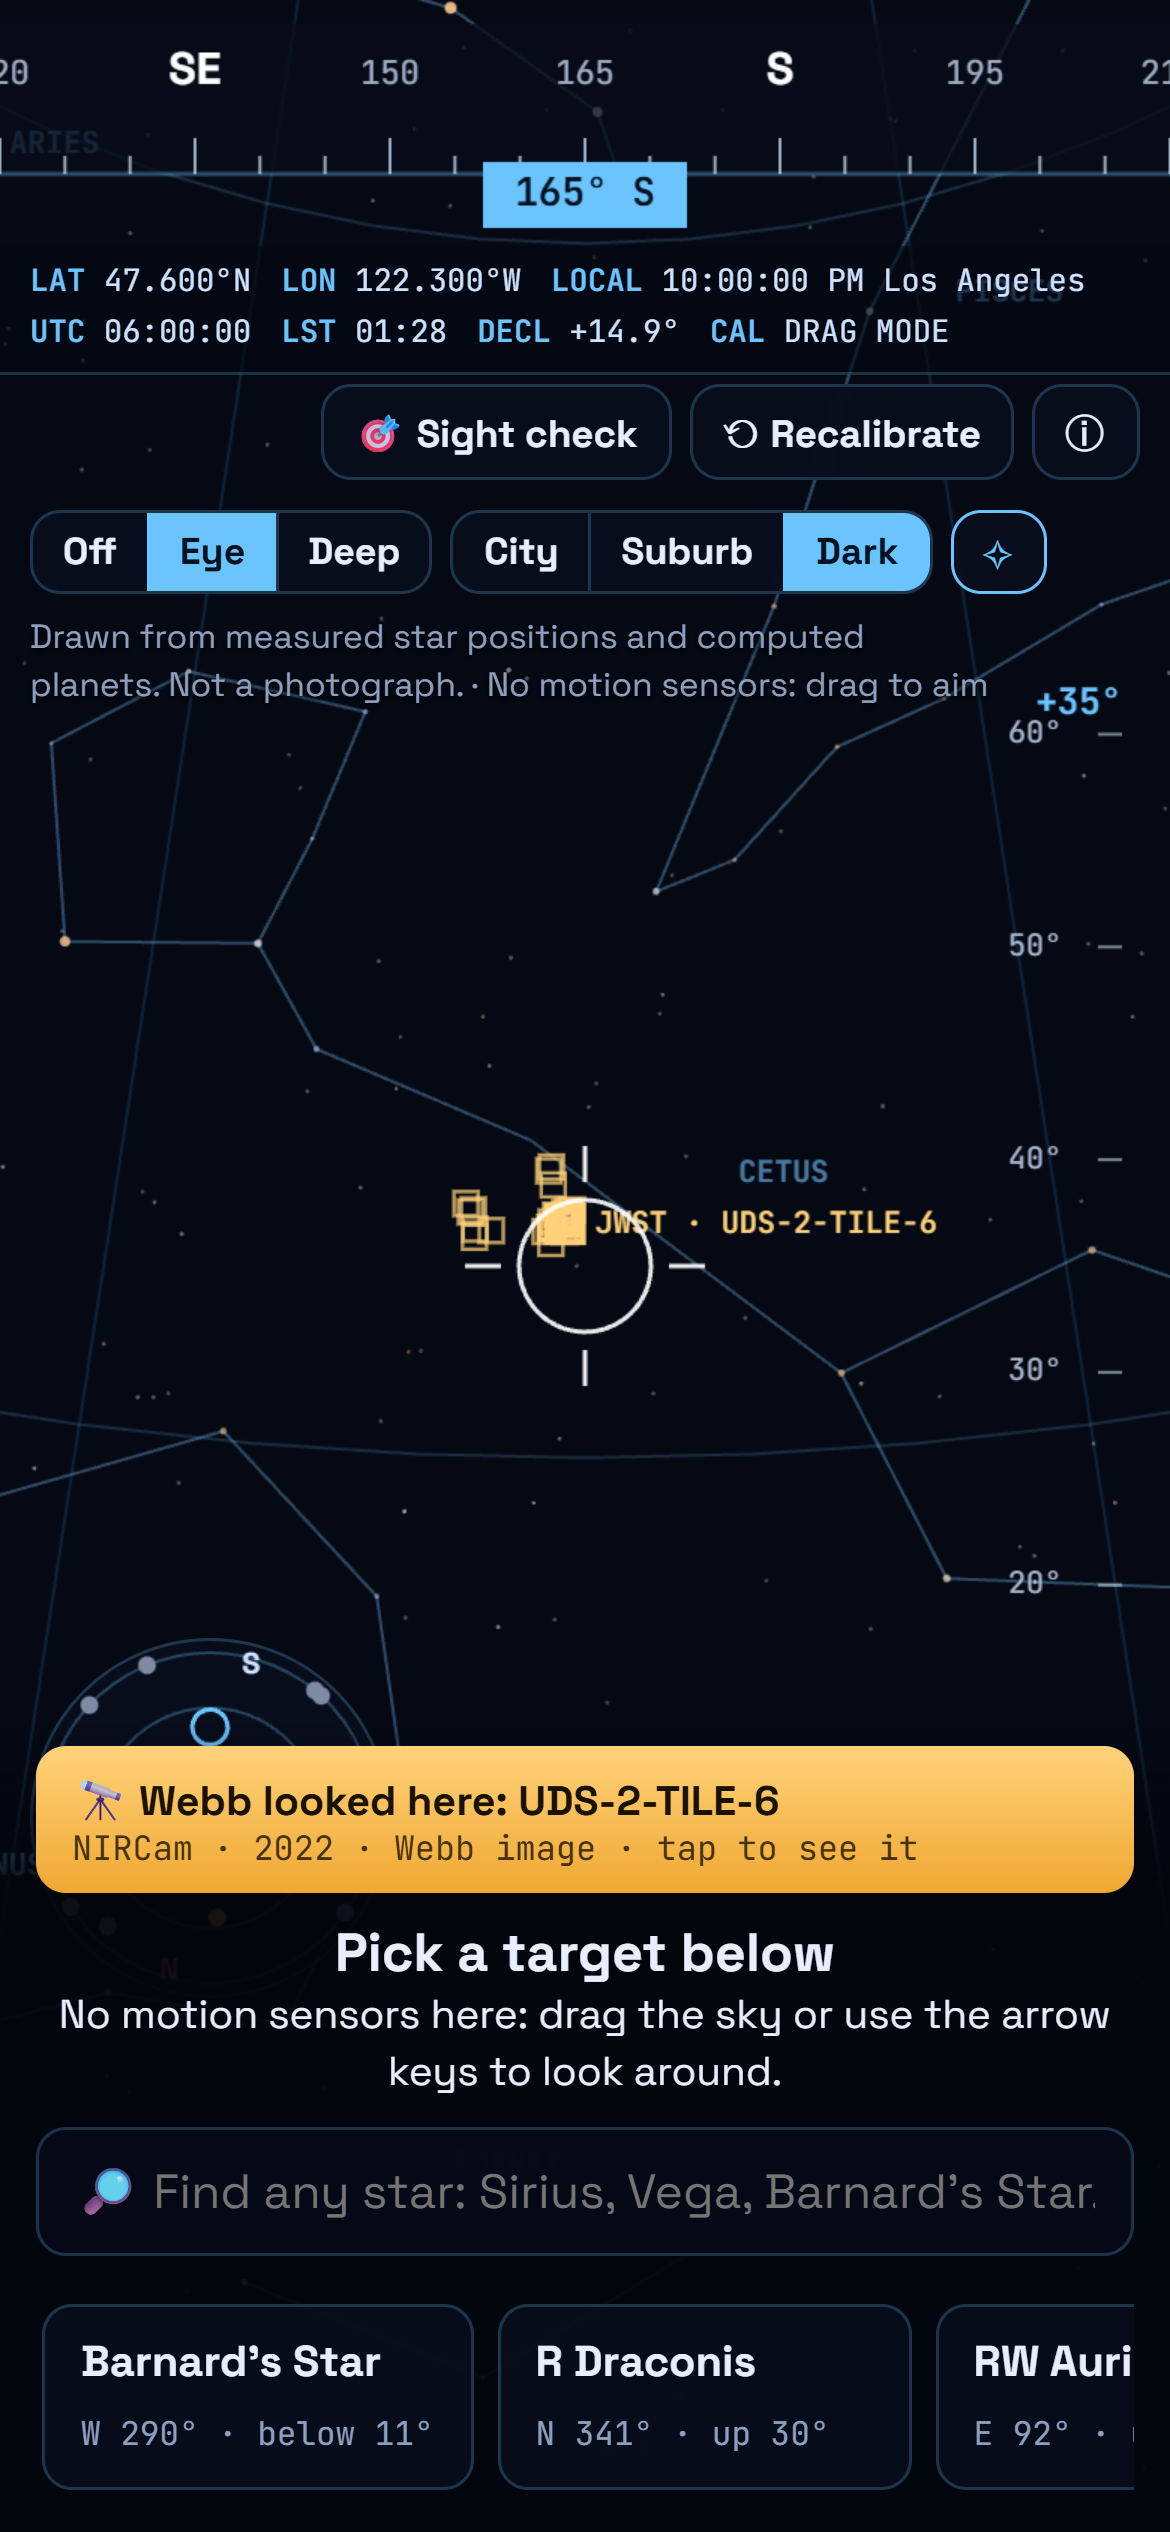 20 SE 150 165 S 195 21
ARIES
165° S
LAT 47.600°N LON 122.300°W LOCAL 10:00:00 PM Los Angeles
PISCES
UTC 06:00:00 LST 01:28 DECL +14.9° CAL DRAG MODE
🎯 Sight check
Recalibrate
Off Eye Deep City Suburb Dark
Drawn from measured star positions and computed
planets. Not a photograph. · No motion sensors: drag to aim
+35°
60°
50°
40°
CETUS
JWST · UDS-2-TILE-6
30°
20°
S
🔭 Webb looked here: UDS-2-TILE-6
NIRCam · 2022 · Webb image · tap to see it
N
Pick a target below
No motion sensors here: drag the sky or use the arrow
keys to look around.
🔎 Find any star: Sirius, Vega, Barnard's Star.
Barnard's Star
W 290° · below 11°
R Draconis
N 341° · up 30°
RW Auri
E 92° ·